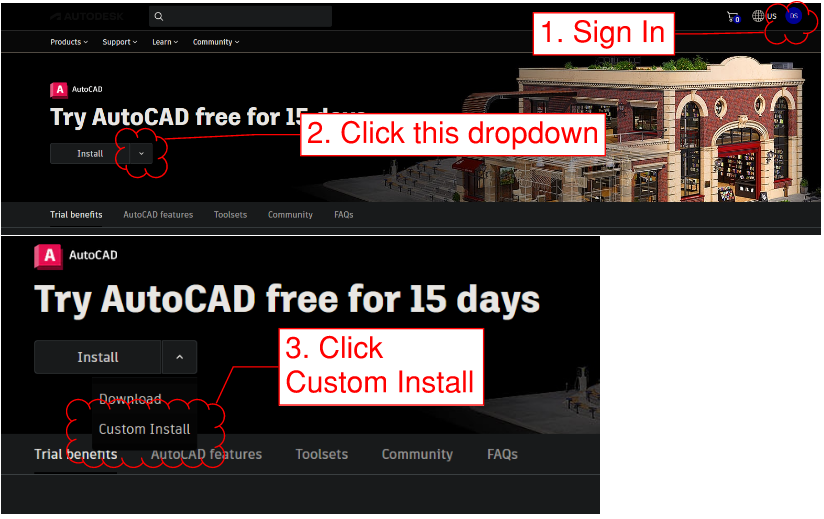 AUTODESK
0
US
DS
1. Sign In
Products
Support
Learn
Community
A
AutoCAD
Try AutoCAD free for 15 days
2. Click this dropdown
Install
Trial benefits
AutoCAD features
Toolsets
Community
FAQs
A
AutoCAD
Try AutoCAD free for 15 days
Install
3. Click
Custom Install
Download
Custom Install
Trial benefits
AutoCAD features
Toolsets
Community
FAQs